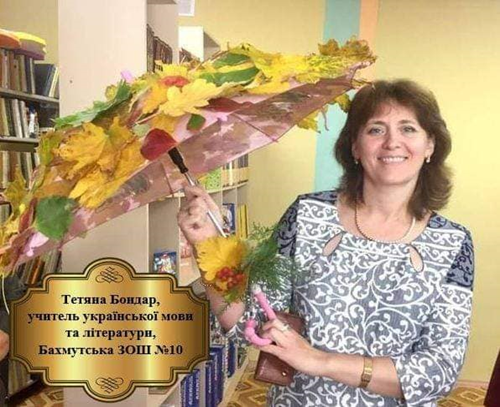 Тетяна Бондар,
учитель української мови
та літератури,
Бахмутська ЗОШ №10